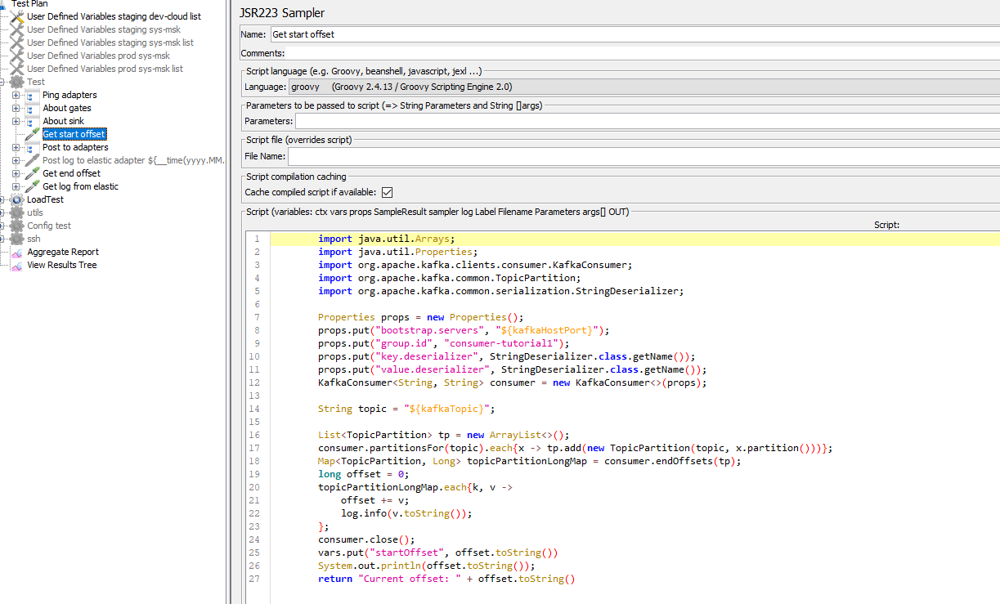 Test Plan
User Defined Variables staging dev-cloud list
User Defined Variables staging sys-msk
User Defined Variables staging sys-msk list
User Defined Variables prod sys-msk
User Defined Variables prod sys-msk list
Test
Ping adapters
About gates
About sink
Get start offset
Post to adapters
Post log to elastic adapter ${__time(yyyy.MM.
Get end offset
Get log from elastic
LoadTest
utils
Config test
ssh
Aggregate Report
View Results Tree
JSR223 Sampler
Name: Get start offset
Comments:
Script language (e.g. Groovy, beanshell, javascript, jexl ...)
Language: groovy (Groovy 2.4.13 / Groovy Scripting Engine 2.0)
Parameters to be passed to script (=> String Parameters and String []args)
Parameters:
Script file (overrides script)
File Name:
Script compilation caching
Cache compiled script if available:
Script (variables: ctx vars props SampleResult sampler log Label Filename Parameters args[] OUT)
Script:
1 import java.util.Arrays;
2 import java.util.Properties;
3 import org.apache.kafka.clients.consumer.KafkaConsumer;
4 import org.apache.kafka.common.TopicPartition;
5 import org.apache.kafka.common.serialization.StringDeserializer;
6
7 Properties props = new Properties();
8 props.put("bootstrap.servers", "${kafkaHostPort}");
9 props.put("group.id", "consumer-tutorial1");
10 props.put("key.deserializer", StringDeserializer.class.getName());
11 props.put("value.deserializer", StringDeserializer.class.getName());
12 KafkaConsumer<String, String> consumer = new KafkaConsumer<>(props);
13
14 String topic = "${kafkaTopic}";
15
16 List<TopicPartition> tp = new ArrayList<>();
17 consumer.partitionsFor(topic).each{x -> tp.add(new TopicPartition(topic, x.partition()))};
18 Map<TopicPartition, Long> topicPartitionLongMap = consumer.endOffsets(tp);
19 long offset = 0;
20 topicPartitionLongMap.each{k, v ->
21 offset += v;
22 log.info(v.toString());
23 };
24 consumer.close();
25 vars.put("startOffset", offset.toString())
26 System.out.println(offset.toString());
27 return "Current offset: " + offset.toString()